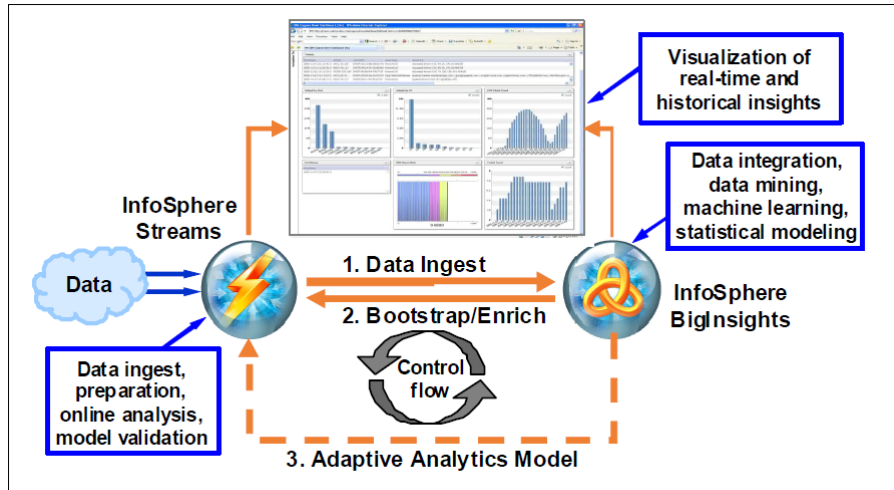 Visualization of
real-time and
historical insights
Data integration,
data mining,
machine learning,
statistical modeling
InfoSphere
Streams
Data
1. Data Ingest
2. Bootstrap/Enrich
InfoSphere
BigInsights
Control
flow
Data ingest,
preparation,
online analysis,
model validation
3. Adaptive Analytics Model